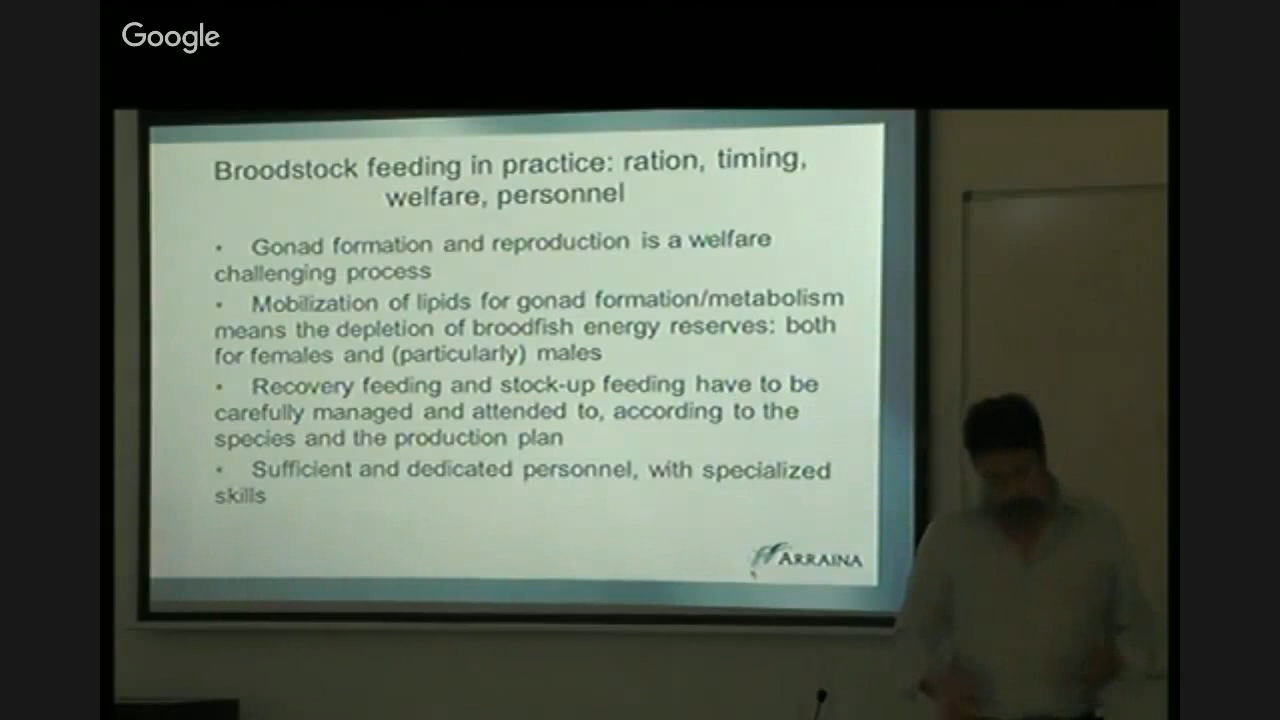 Google
Broodstock feeding in practice: ration, timing,
welfare, personnel
• Gonad formation and reproduction is a welfare
challenging process
• Mobilization of lipids for gonad formation/metabolism
means the depletion of broodfish energy reserves: both
for females and (particularly) males
• Recovery feeding and stock-up feeding have to be
carefully managed and attended to, according to the
species and the production plan
• Sufficient and dedicated personnel, with specialized
skills
ARRAINA